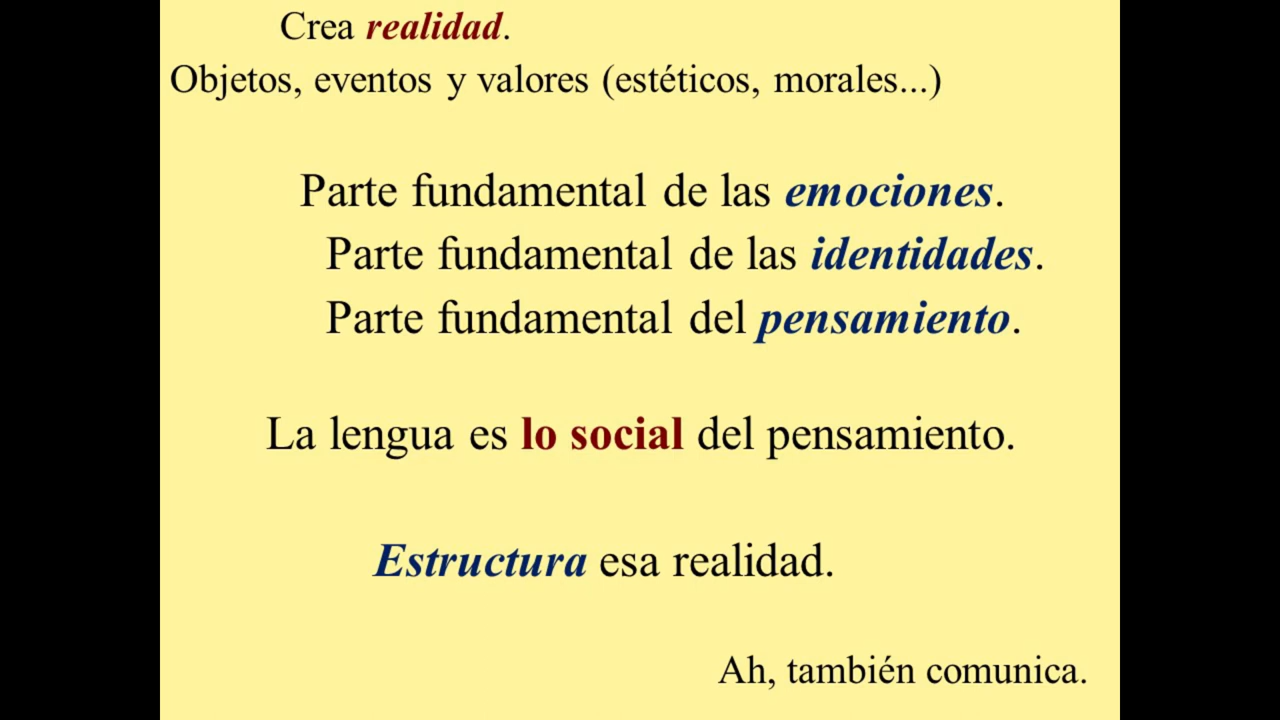 Crea realidad.
Objetos, eventos y valores (estéticos, morales...)
Parte fundamental de las emociones.
Parte fundamental de las identidades.
Parte fundamental del pensamiento.
La lengua es lo social del pensamiento.
Estructura esa realidad.
Ah, también comunica.